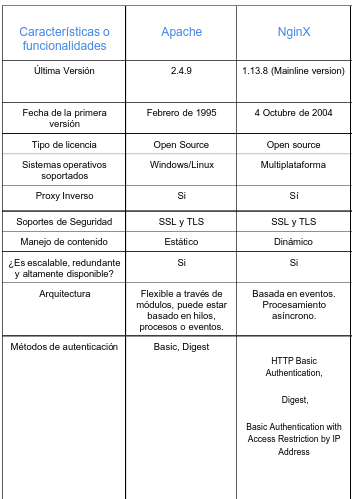 Característicos o Apache NginX
funcionalidades
Última Versión 2.4.9 1.13.8 (Mainline version)
Fecha de la primera Febrero de 1995 4 Octubre de 2004
versión
Tipo de licencia Open Source Open source
Sistemas operativos Windows/Linux Multiplataforma
soportados
Proxy Inverso Si Sí
Soportes de Seguridad SSL y TLS SSL y TLS
Manejo de contenido Estático Dinámico
¿Es escalable, redundante Si Si
y altamente disponible?
Arquitectura Flexible a través de Basada en eventos.
módulos, puede estar Procesamiento
basado en hilos, asíncrono.
procesos o eventos.
Métodos de autenticación Basic, Digest
HTTP Basic
Authentication,
Digest,
Basic Authentication with
Access Restriction by IP
Address